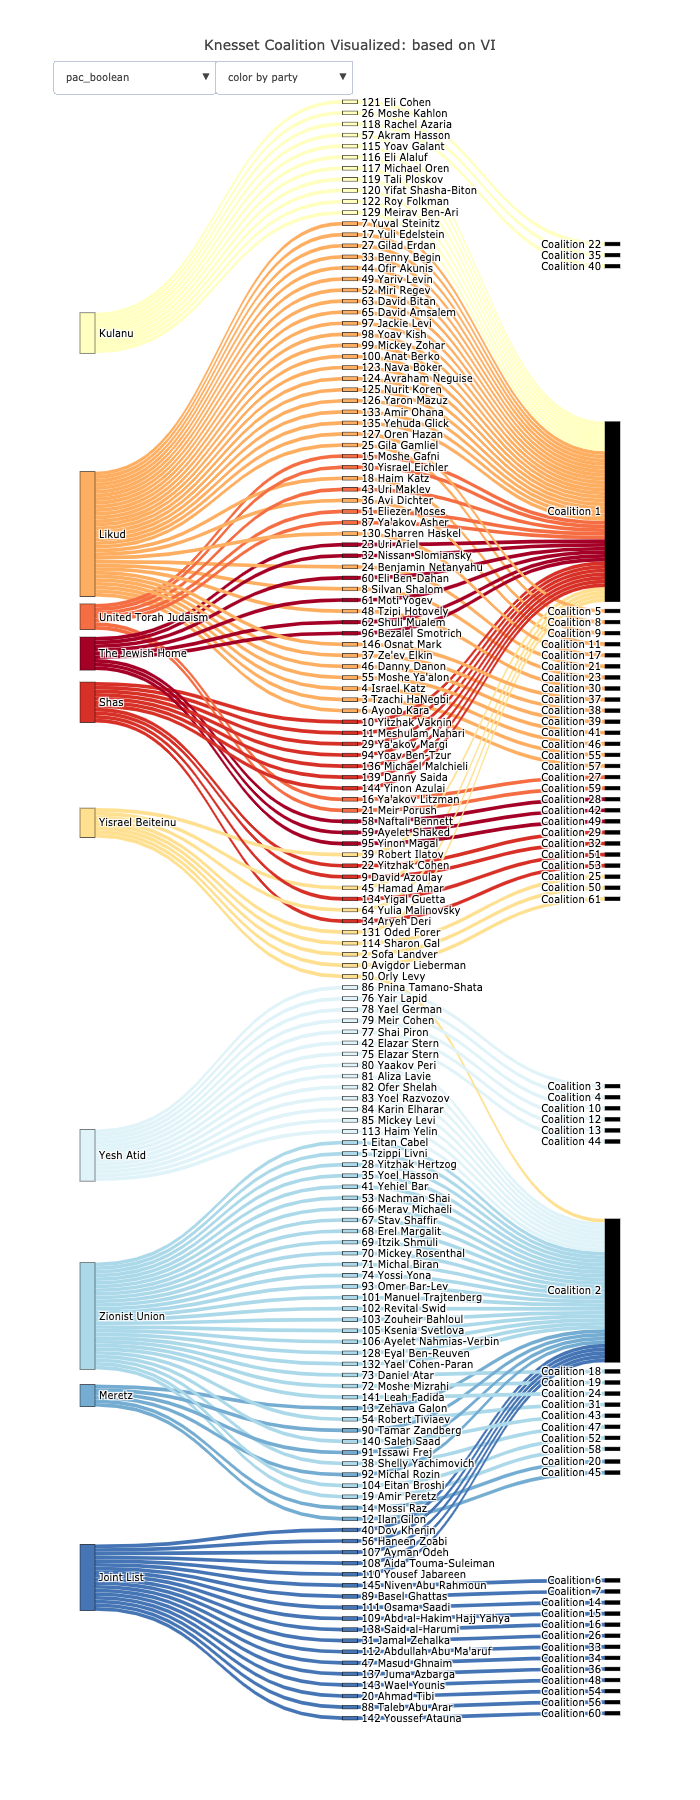 Knesset Coalition Visualized: based on VI
pac_boolean
color by party
Kulanu
Likud
United Torah Judaism
The Jewish Home
Shas
Yisrael Beiteinu
Yesh Atid
Zionist Union
Meretz
Joint List
121 Eli Cohen
26 Moshe Kahlon
118 Rachel Azaria
57 Akram Hasson
115 Yoav Galant
116 Eli Alaluf
117 Michael Oren
119 Tali Ploskov
120 Yifat Shasha-Biton
122 Roy Folkman
129 Meirav Ben-Ari
7 Yuval Steinitz
17 Yuli Edelstein
27 Gilad Erdan
33 Benny Begin
44 Ofir Akunis
49 Yariv Levin
52 Miri Regev
63 David Bitan
65 David Amsalem
97 Jackie Levi
98 Yoav Kish
99 Mickey Zohar
100 Anat Berko
123 Nava Boker
124 Avraham Neguise
125 Nurit Koren
126 Yaron Mazuz
133 Amir Ohana
135 Yehuda Glick
127 Oren Hazan
25 Gila Gamliel
15 Moshe Gafni
30 Yisrael Eichler
18 Haim Katz
43 Uri Maklev
36 Avi Dichter
51 Eliezer Moses
87 Ya'akov Asher
130 Sharren Haskel
23 Uri Ariel
32 Nissan Slomiansky
24 Benjamin Netanyahu
60 Eli Ben-Dahan
8 Silvan Shalom
61 Moti Yogev
48 Tzipi Hotovely
62 Shuli Mualem
96 Bezalel Smotrich
146 Osnat Mark
37 Ze'ev Elkin
46 Danny Danon
55 Moshe Ya'alon
4 Israel Katz
3 Tzachi HaNegbi
6 Ayoob Kara
10 Yitzhak Vaknin
11 Meshulam Nahari
29 Ya'akov Margi
94 Yoav Ben-Tzur
136 Michael Malchieli
139 Danny Saida
144 Yinon Azulai
16 Ya'akov Litzman
21 Meir Porush
58 Naftali Bennett
59 Ayelet Shaked
95 Yinon Magal
39 Robert Ilatov
22 Yitzhak Cohen
9 David Azoulay
45 Hamad Amar
134 Yigal Guetta
64 Yulia Malinovsky
34 Aryeh Deri
131 Oded Forer
114 Sharon Gal
2 Sofa Landver
0 Avigdor Lieberman
50 Orly Levy
86 Pnina Tamano-Shata
76 Yair Lapid
78 Yael German
79 Meir Cohen
77 Shai Piron
42 Elazar Stern
75 Elazar Stern
80 Yaakov Peri
81 Aliza Lavie
82 Ofer Shelah
83 Yoel Razvozov
84 Karin Elharar
85 Mickey Levi
113 Haim Yelin
1 Eitan Cabel
5 Tzippi Livni
28 Yitzhak Hertzog
35 Yoel Hasson
41 Yehiel Bar
53 Nachman Shai
66 Merav Michaeli
67 Stav Shaffir
68 Erel Margalit
69 Itzik Shmuli
70 Mickey Rosenthal
71 Michal Biran
74 Yossi Yona
93 Omer Bar-Lev
101 Manuel Trajtenberg
102 Revital Swid
103 Zouheir Bahloul
105 Ksenia Svetlova
106 Ayelet Nahmias-Verbin
128 Eyal Ben-Reuven
132 Yael Cohen-Paran
73 Daniel Atar
72 Moshe Mizrahi
141 Leah Fadida
13 Zehava Galon
54 Robert Tiviaev
90 Tamar Zandberg
140 Saleh Saad
91 Issawi Frej
38 Shelly Yachimovich
92 Michal Rozin
104 Eitan Broshi
19 Amir Peretz
14 Mossi Raz
12 Ilan Gilon
40 Dov Khenin
56 Haneen Zoabi
107 Ayman Odeh
108 Aida Touma-Suleiman
110 Yousef Jabareen
145 Niven Abu Rahmoun
89 Basel Ghattas
111 Osama Saadi
109 Abd al-Hakim Hajj Yahya
138 Said al-Harumi
31 Jamal Zehalka
112 Abdullah Abu Ma'aruf
47 Masud Ghnaim
137 Juma Azbarga
143 Wael Younis
20 Ahmad Tibi
88 Taleb Abu Arar
142 Youssef Atauna
Coalition 22
Coalition 35
Coalition 40
Coalition 1
Coalition 5
Coalition 8
Coalition 9
Coalition 11
Coalition 17
Coalition 21
Coalition 23
Coalition 30
Coalition 37
Coalition 38
Coalition 39
Coalition 41
Coalition 46
Coalition 55
Coalition 57
Coalition 27
Coalition 59
Coalition 28
Coalition 42
Coalition 49
Coalition 29
Coalition 32
Coalition 51
Coalition 53
Coalition 25
Coalition 50
Coalition 61
Coalition 3
Coalition 4
Coalition 10
Coalition 12
Coalition 13
Coalition 44
Coalition 2
Coalition 18
Coalition 19
Coalition 24
Coalition 31
Coalition 43
Coalition 47
Coalition 52
Coalition 58
Coalition 20
Coalition 45
Coalition 6
Coalition 7
Coalition 14
Coalition 15
Coalition 16
Coalition 26
Coalition 33
Coalition 34
Coalition 36
Coalition 48
Coalition 54
Coalition 56
Coalition 60